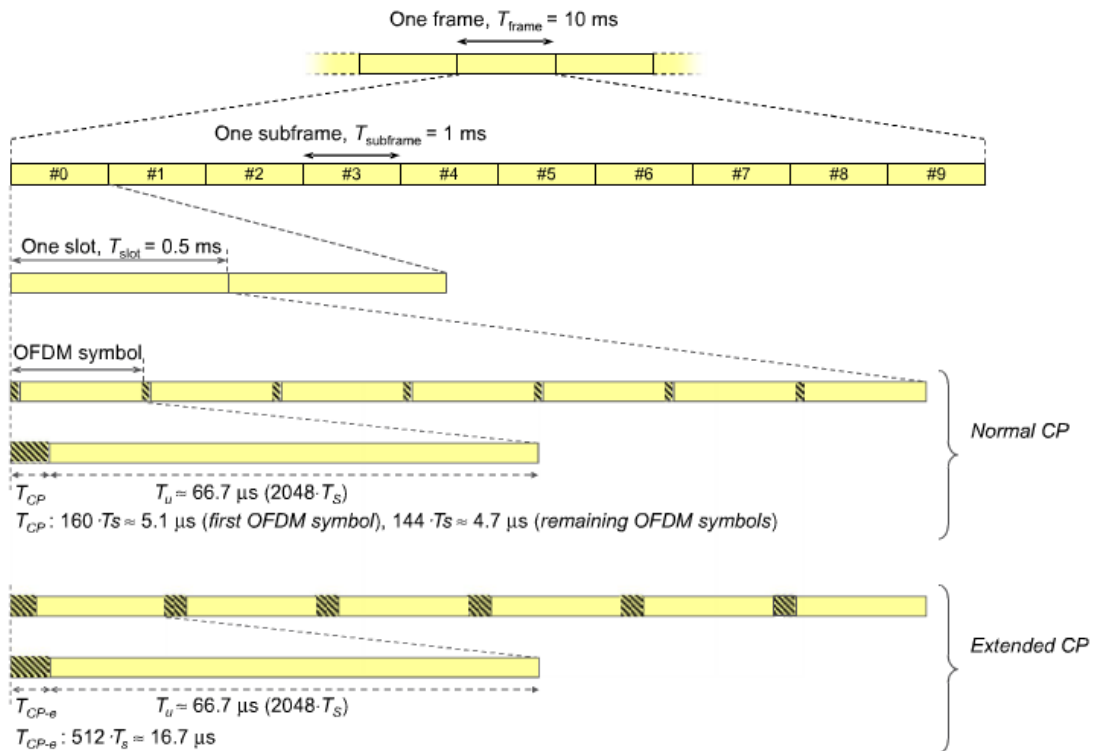 One frame, T_frame = 10 ms
One subframe, T_subframe = 1 ms
#0 #1 #2 #3 #4 #5 #6 #7 #8 #9
One slot, T_slot = 0.5 ms
OFDM symbol
Normal CP
T_CP T_u ≈ 66.7 μs (2048·T_S)
T_CP : 160 ·Ts ≈ 5.1 μs (first OFDM symbol), 144 ·Ts ≈ 4.7 μs (remaining OFDM symbols)
Extended CP
T_CP-e T_u ≈ 66.7 μs (2048·T_S)
T_CP-e : 512 ·T_s ≈ 16.7 μs